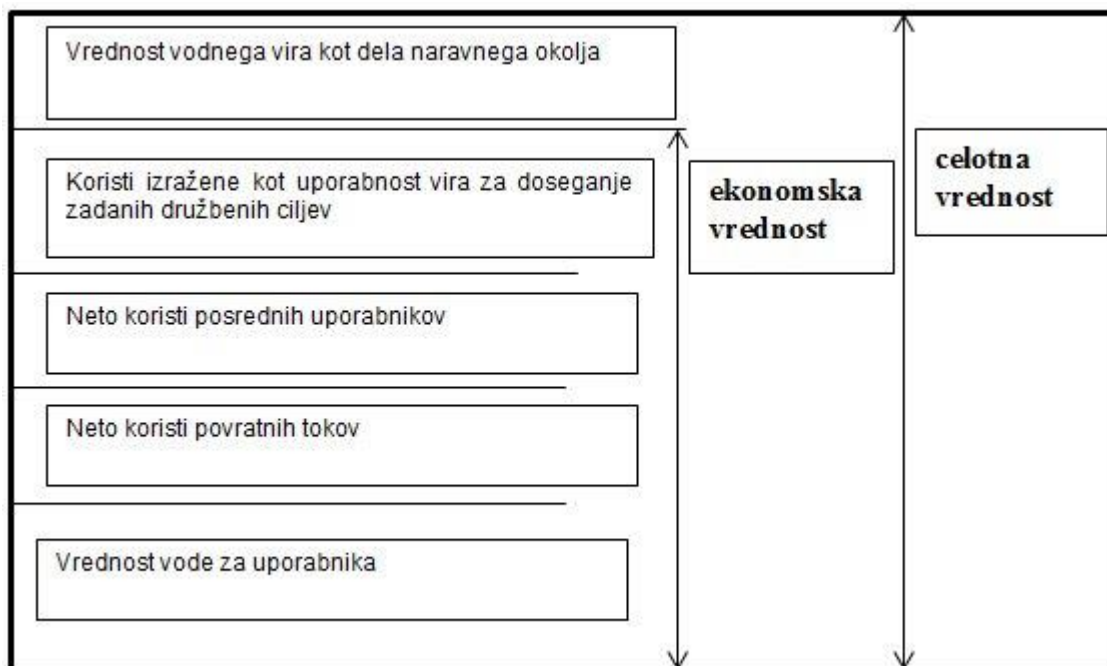 Vrednost vodnega vira kot dela naravnega okolja
Koristi izražene kot uporabnost vira za doseganje
zadanih družbenih ciljev
ekonomska
vrednost
celotna
vrednost
Neto koristi posrednih uporabnikov
Neto koristi povratnih tokov
Vrednost vode za uporabnika